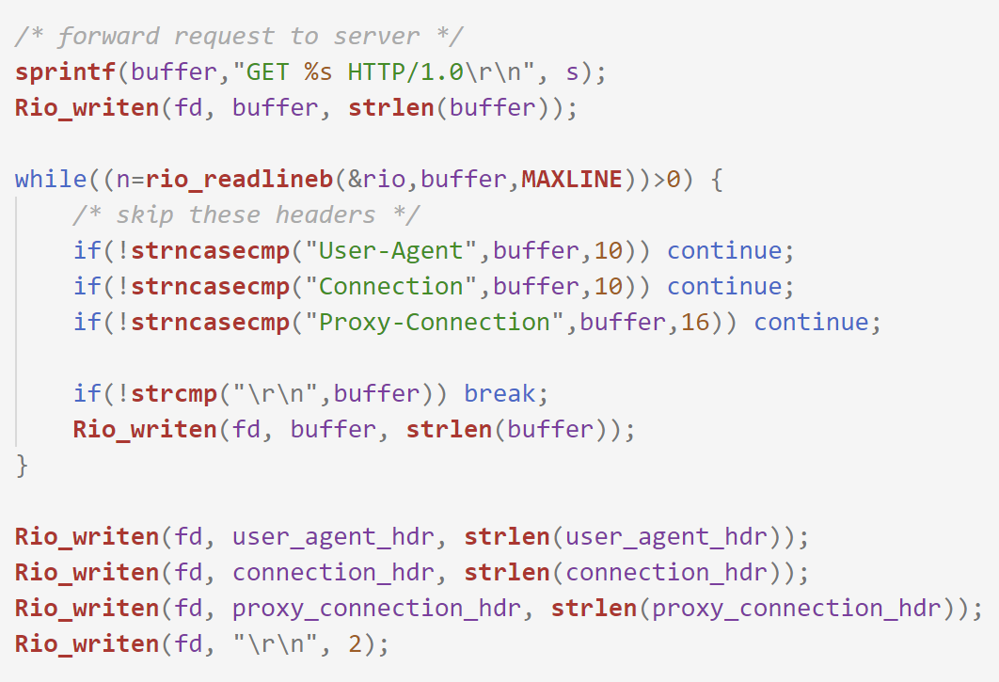 /* forward request to server */
sprintf(buffer,"GET %s HTTP/1.0\r\n", s);
Rio_writen(fd, buffer, strlen(buffer));
while((n=rio_readlineb(&rio,buffer,MAXLINE))>0) {
/* skip these headers */
if(!strncasecmp("User-Agent",buffer,10)) continue;
if(!strncasecmp("Connection",buffer,10)) continue;
if(!strncasecmp("Proxy-Connection",buffer,16)) continue;
if(!strcmp("\r\n",buffer)) break;
Rio_writen(fd, buffer, strlen(buffer));
}
Rio_writen(fd, user_agent_hdr, strlen(user_agent_hdr));
Rio_writen(fd, connection_hdr, strlen(connection_hdr));
Rio_writen(fd, proxy_connection_hdr, strlen(proxy_connection_hdr));
Rio_writen(fd, "\r\n", 2);